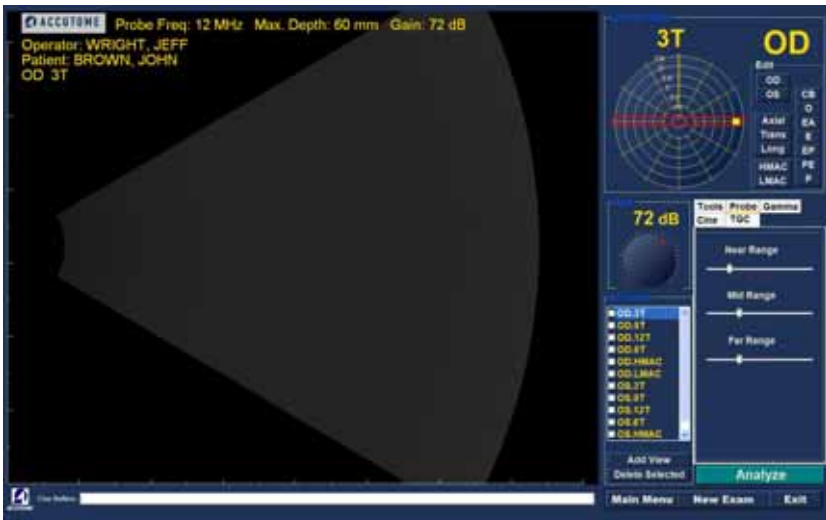 ACCUTOME Probe Freq: 12 MHz Max. Depth: 60 mm Gain: 72 dB
Operator: WRIGHT, JEFF
Patient: BROWN, JOHN
OD 3T
3T
OD
Edit
OD
OS
Axial
Trans
Long
HMAC
LMAC
CB
O
EA
E
EP
PE
P
72 dB
Tools Probe Gamma
Cine TGC
Near Range
Mid Range
Far Range
OD.3T
OD.9T
OD.12T
OD.6T
OD.HMAC
OD.LMAC
OS.3T
OS.9T
OS.12T
OS.6T
OS.HMAC
Add View
Delete Selected
Analyze
ACCUTOME
Main Menu New Exam Exit